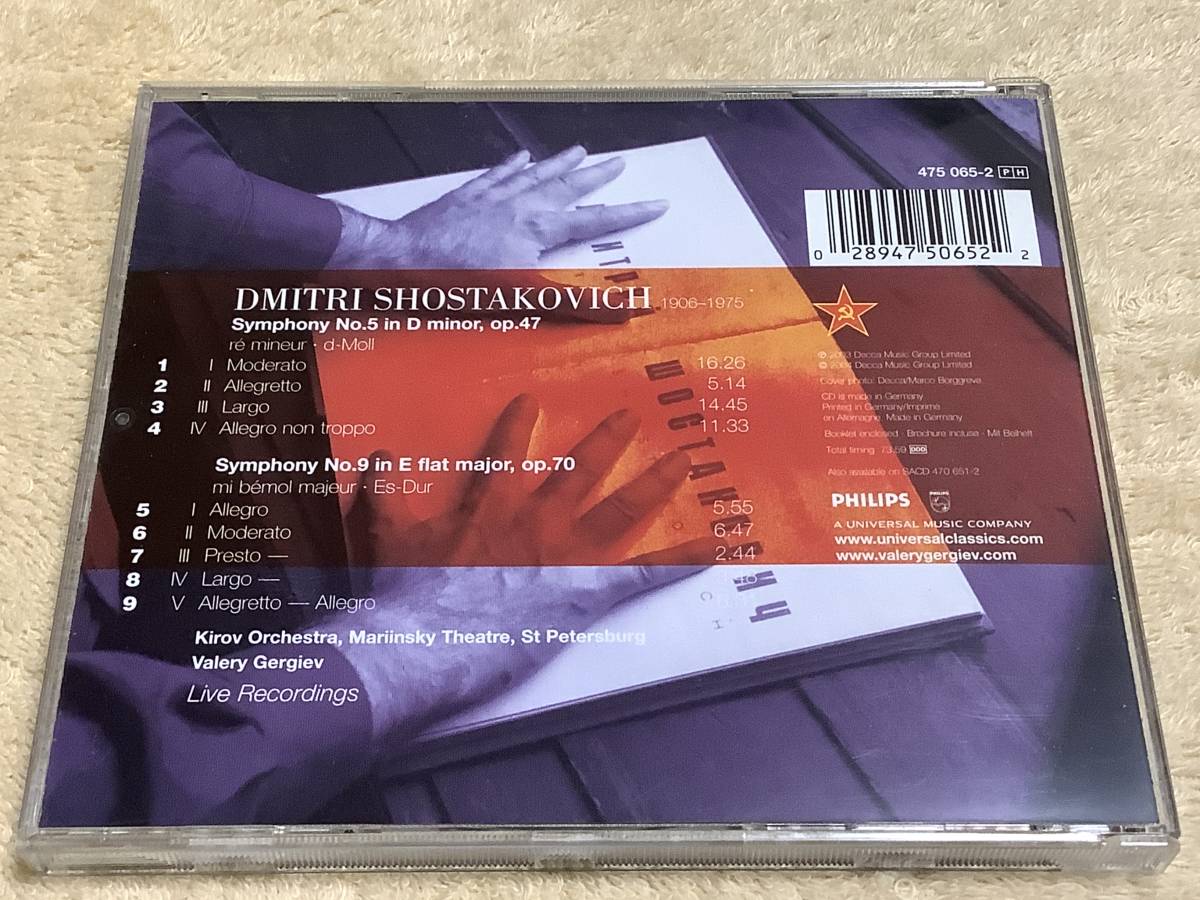 475 065-2 PH
0 28947 50652 2
DMITRI SHOSTAKOVICH 1906–1975
Symphony No.5 in D minor, op.47
ré mineur · d-Moll
1 I Moderato 16.26
2 II Allegretto 5.14
3 III Largo 14.45
4 IV Allegro non troppo 11.33
Symphony No.9 in E flat major, op.70
mi bémol majeur · Es-Dur
5 I Allegro 5.55
6 II Moderato 6.47
7 III Presto — 2.44
8 IV Largo —
9 V Allegretto — Allegro
Kirov Orchestra, Mariinsky Theatre, St Petersburg
Valery Gergiev
Live Recordings
℗ 2003 Decca Music Group Limited
© 2004 Decca Music Group Limited
Cover photo: Decca/Marco Borggreve
CD is made in Germany
Printed in Germany/Imprimé
en Allemagne. Made in Germany
Booklet enclosed · Brochure incluse · Mit Beiheft
Total timing 73.59 DDD
Also available on SACD 470 651-2
PHILIPS PHILIPS
A UNIVERSAL MUSIC COMPANY
www.universalclassics.com
www.valerygergiev.com
ШОСТАКОВИЧ